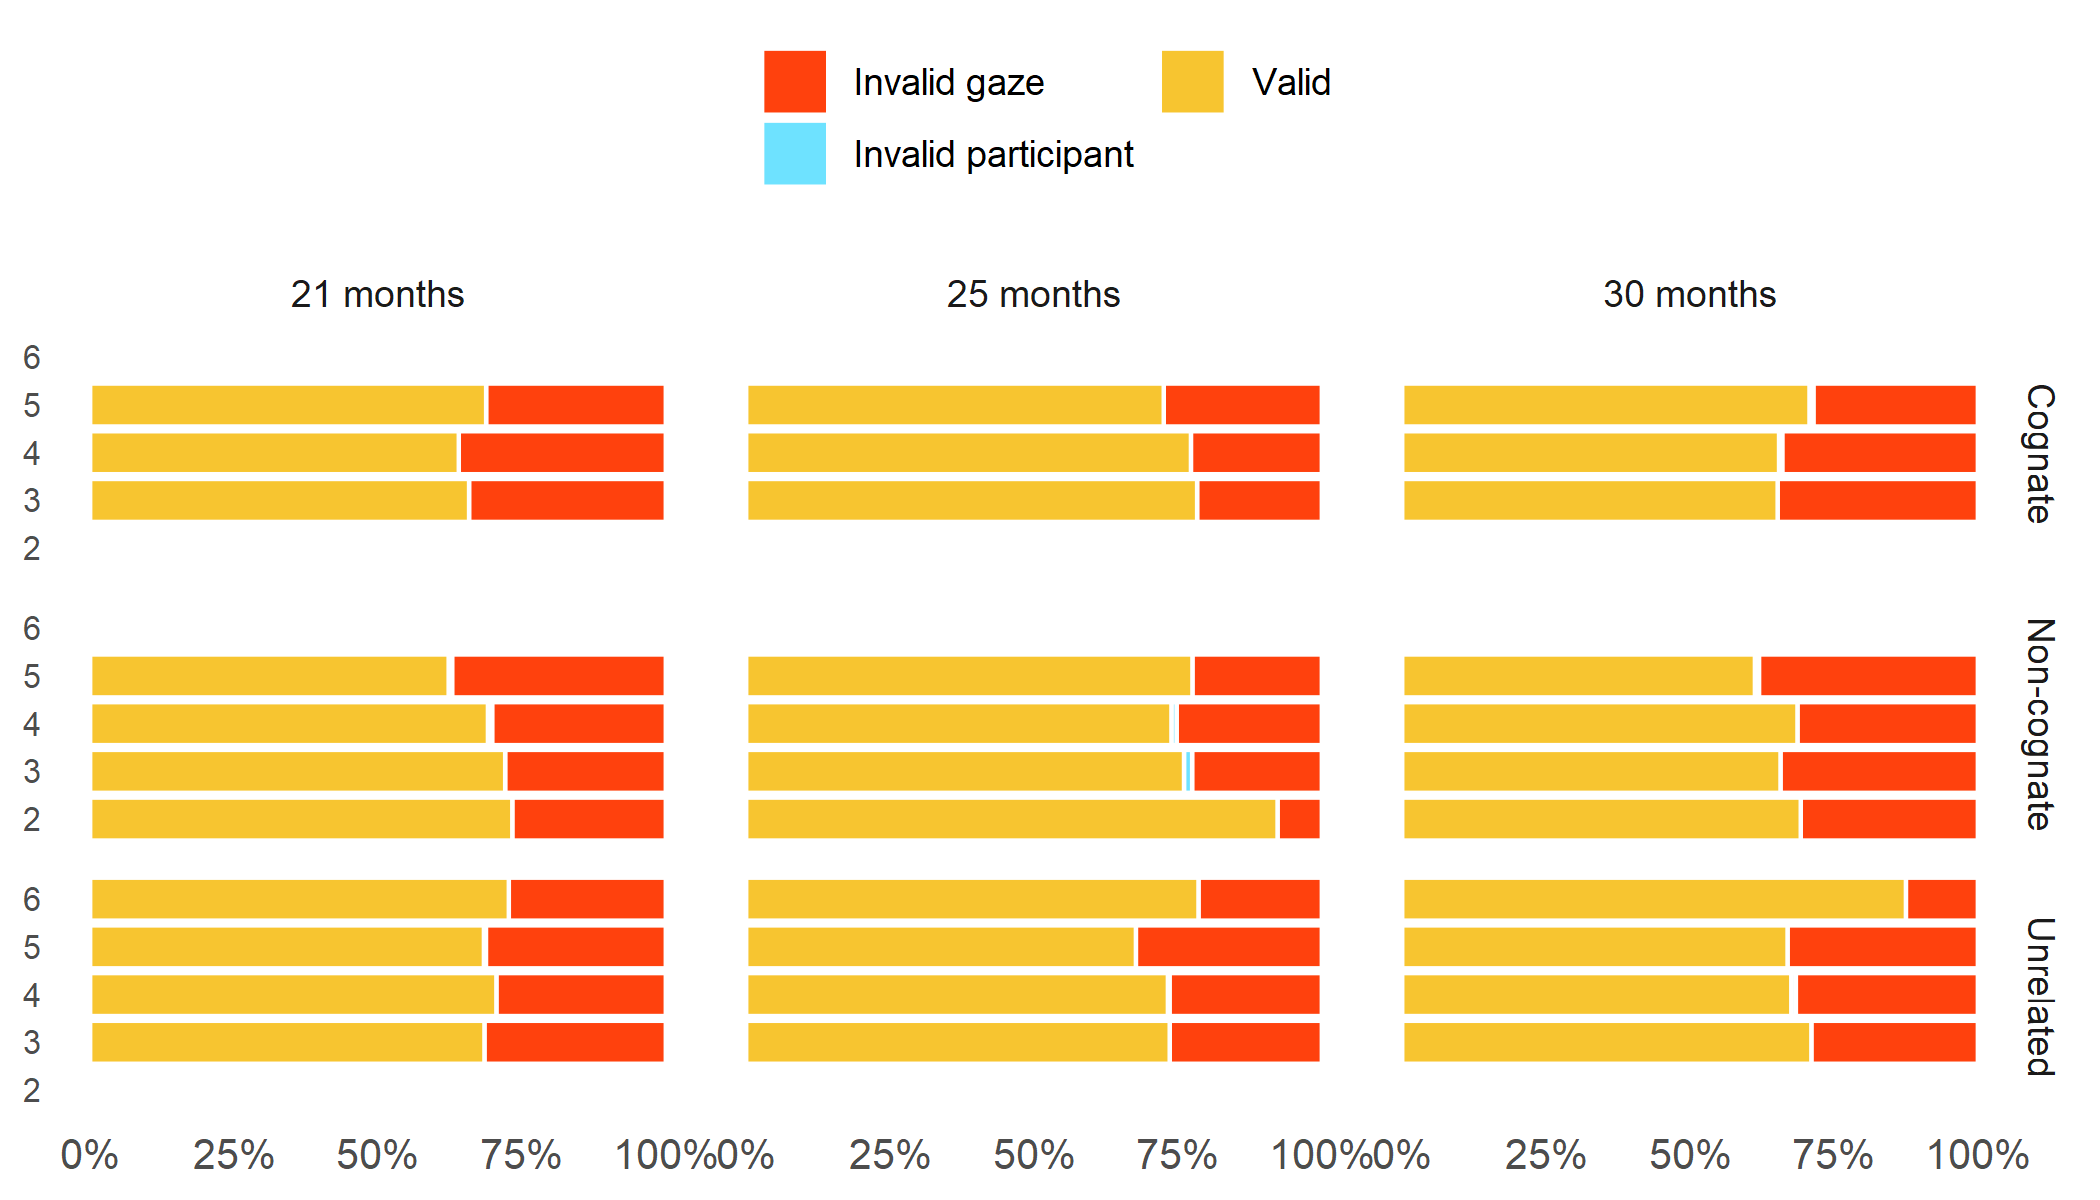 Invalid gaze Valid
Invalid participant
21 months 25 months 30 months
6
5
4
3
2
Cognate
6
5
4
3
2
Non-cognate
6
5
4
3
2
Unrelated
0% 25% 50% 75% 100% 0% 25% 50% 75% 100% 0% 25% 50% 75% 100%